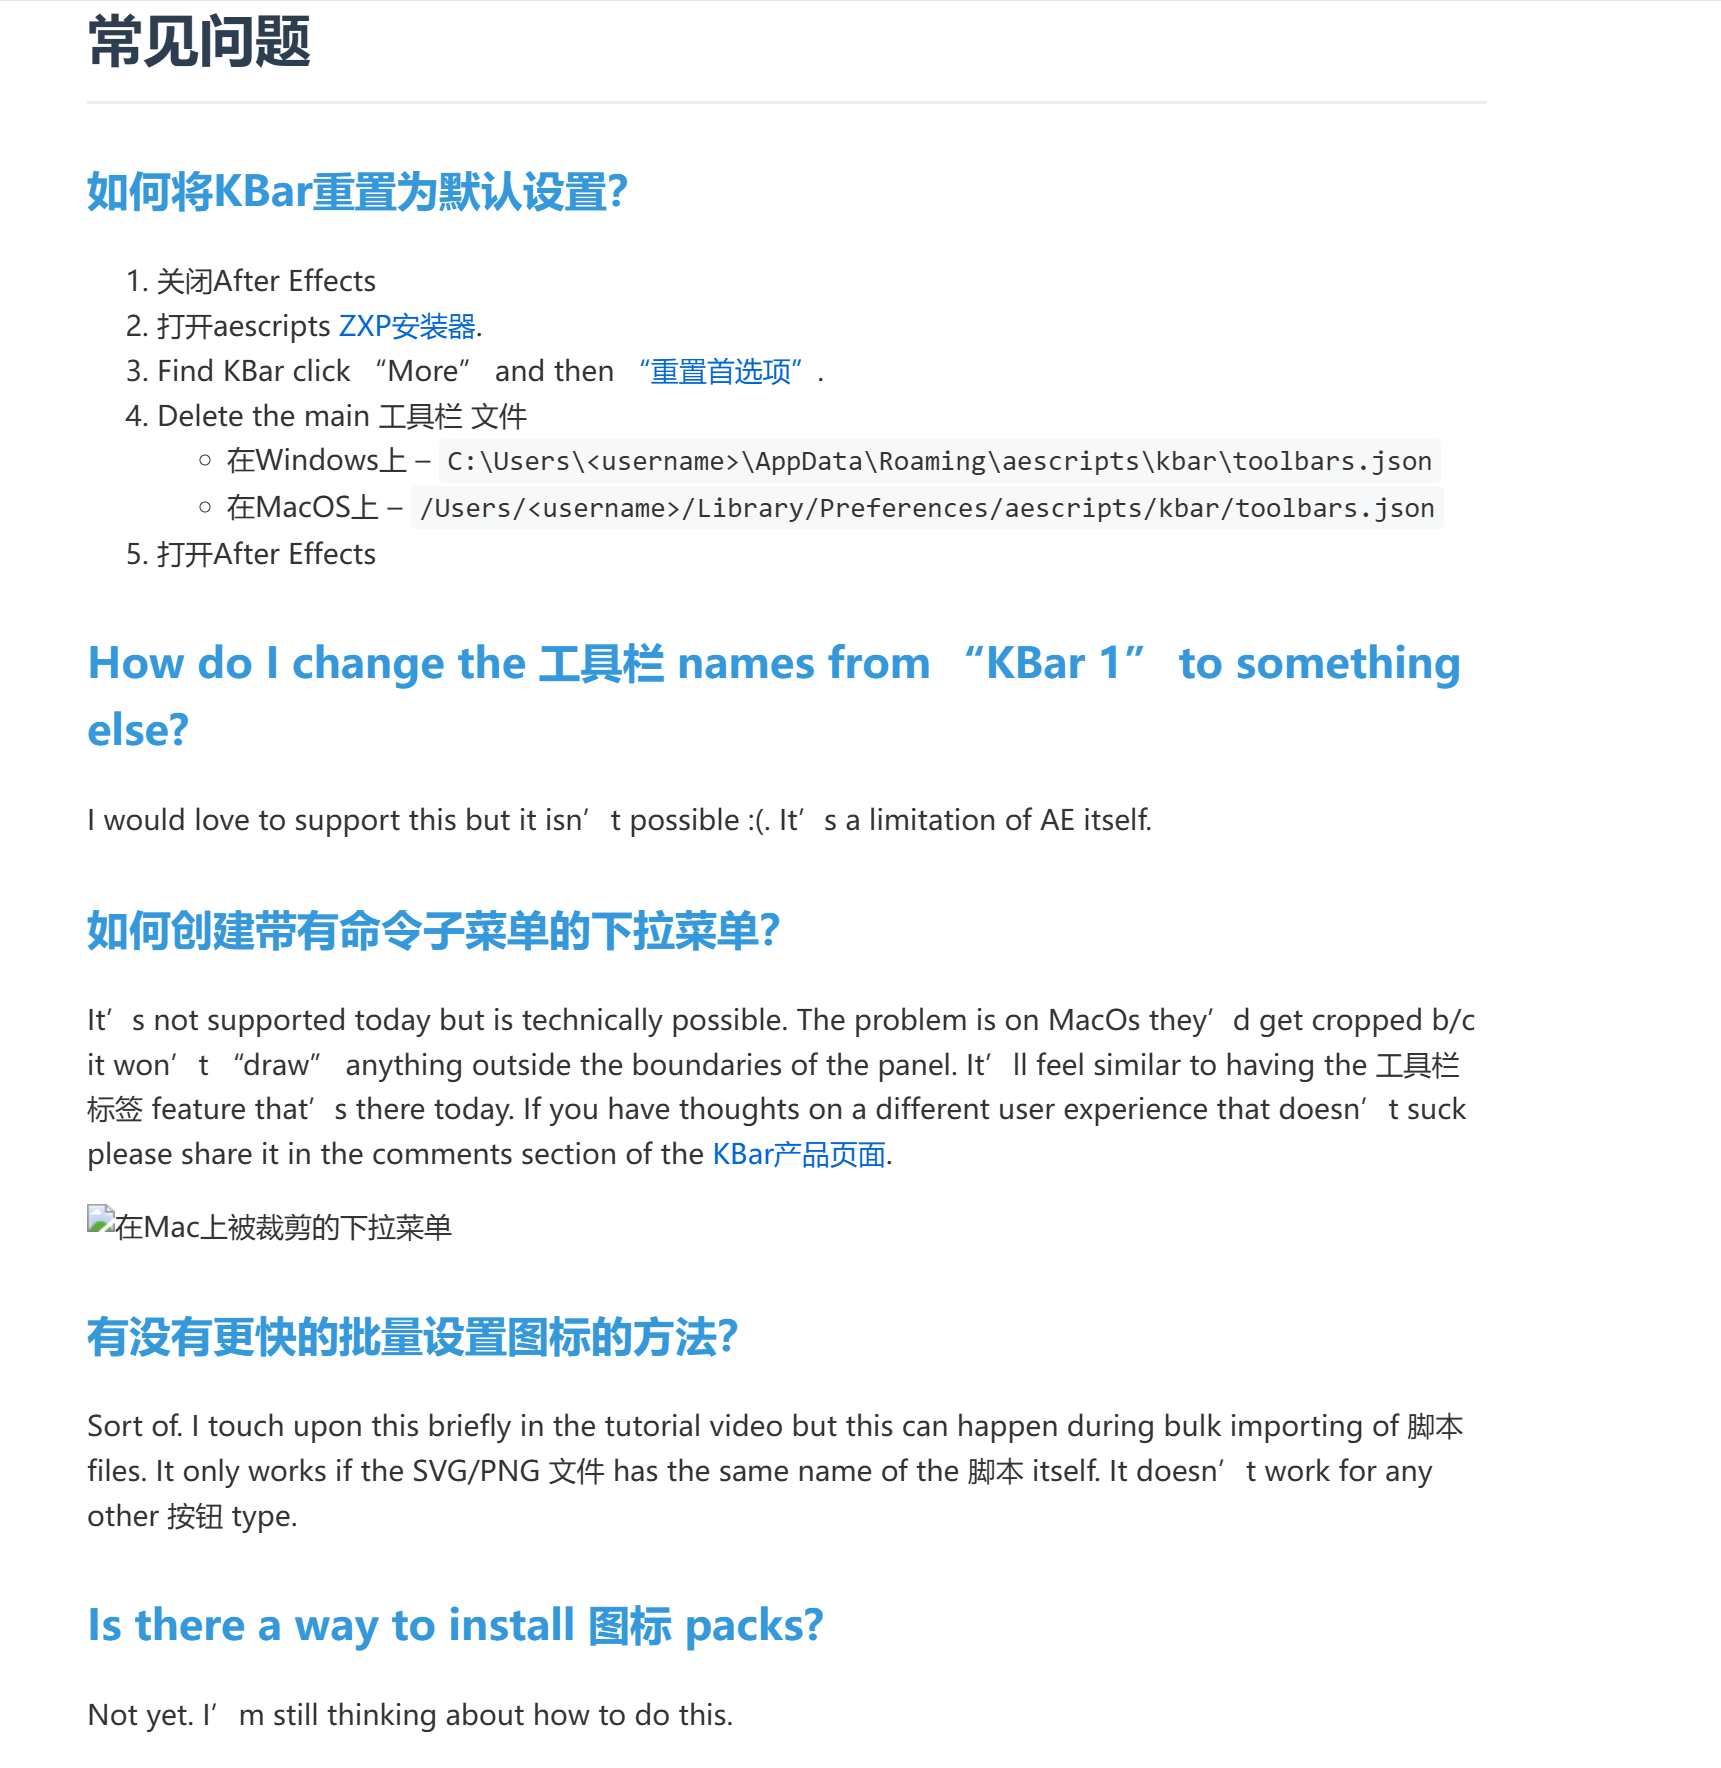 常见问题
如何将KBar重置为默认设置?
1. 关闭After Effects
2. 打开aescripts ZXP安装器.
3. Find KBar click “More” and then “重置首选项”.
4. Delete the main 工具栏 文件
○ 在Windows上 – C:\Users\<username>\AppData\Roaming\aescripts\kbar\toolbars.json
○ 在MacOS上 – /Users/<username>/Library/Preferences/aescripts/kbar/toolbars.json
5. 打开After Effects
How do I change the 工具栏 names from “KBar 1” to something
else?
I would love to support this but it isn’t possible :(. It’s a limitation of AE itself.
如何创建带有命令子菜单的下拉菜单?
It’s not supported today but is technically possible. The problem is on MacOs they’d get cropped b/c
it won’t “draw” anything outside the boundaries of the panel. It’ll feel similar to having the 工具栏
标签 feature that’s there today. If you have thoughts on a different user experience that doesn’t suck
please share it in the comments section of the KBar产品页面.
在Mac上被裁剪的下拉菜单
有没有更快的批量设置图标的方法?
Sort of. I touch upon this briefly in the tutorial video but this can happen during bulk importing of 脚本
files. It only works if the SVG/PNG 文件 has the same name of the 脚本 itself. It doesn’t work for any
other 按钮 type.
Is there a way to install 图标 packs?
Not yet. I’m still thinking about how to do this.